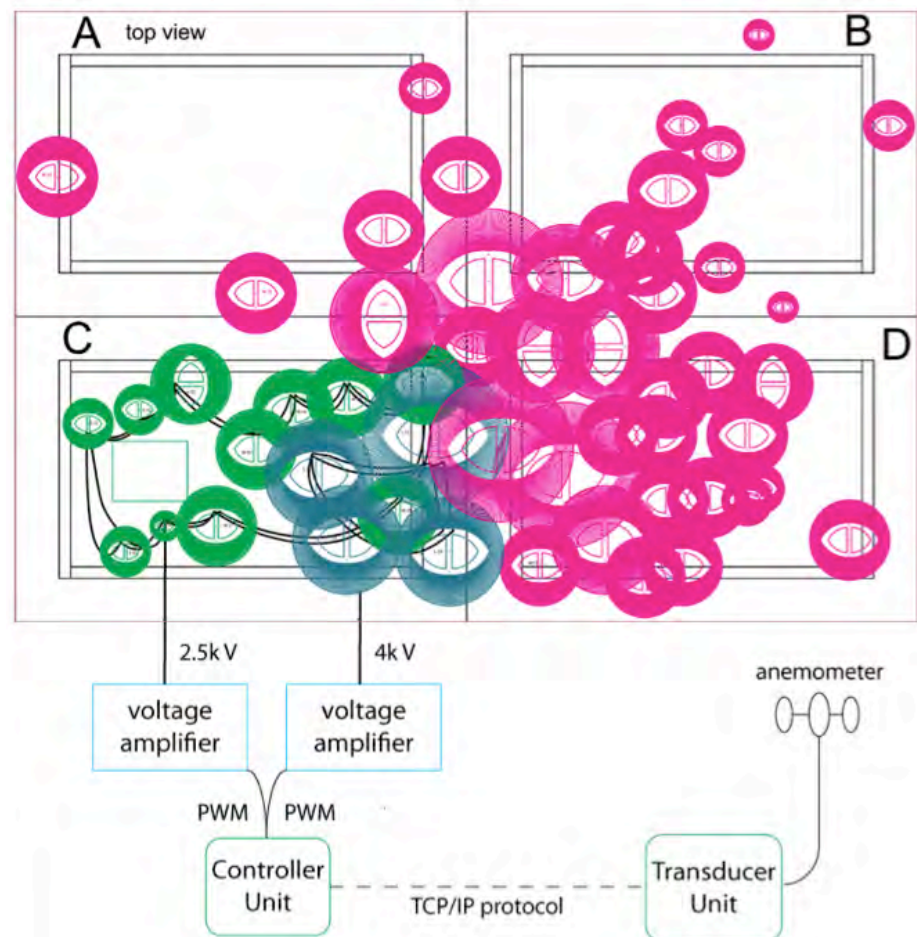 A
top view
B
C
D
2.5k V
4k V
anemometer
voltage
amplifier
voltage
amplifier
PWM
PWM
Controller
Unit
TCP/IP protocol
Transducer
Unit